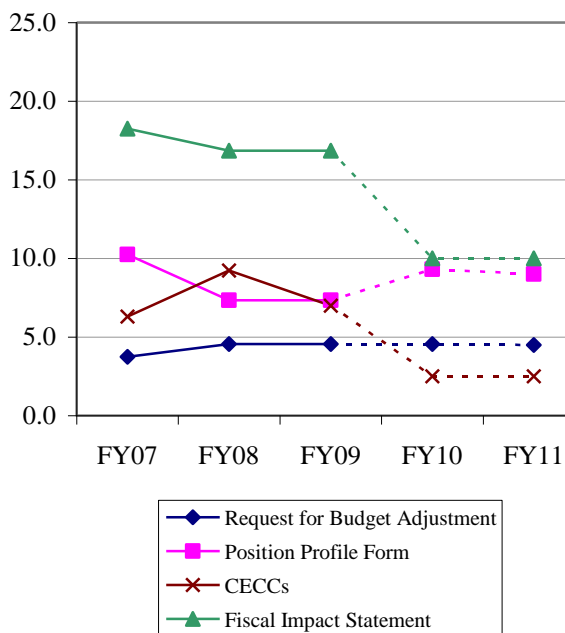 25.0
20.0
15.0
10.0
5.0
0.0
FY07 FY08 FY09 FY10 FY11
Request for Budget Adjustment
Position Profile Form
CECCs
Fiscal Impact Statement